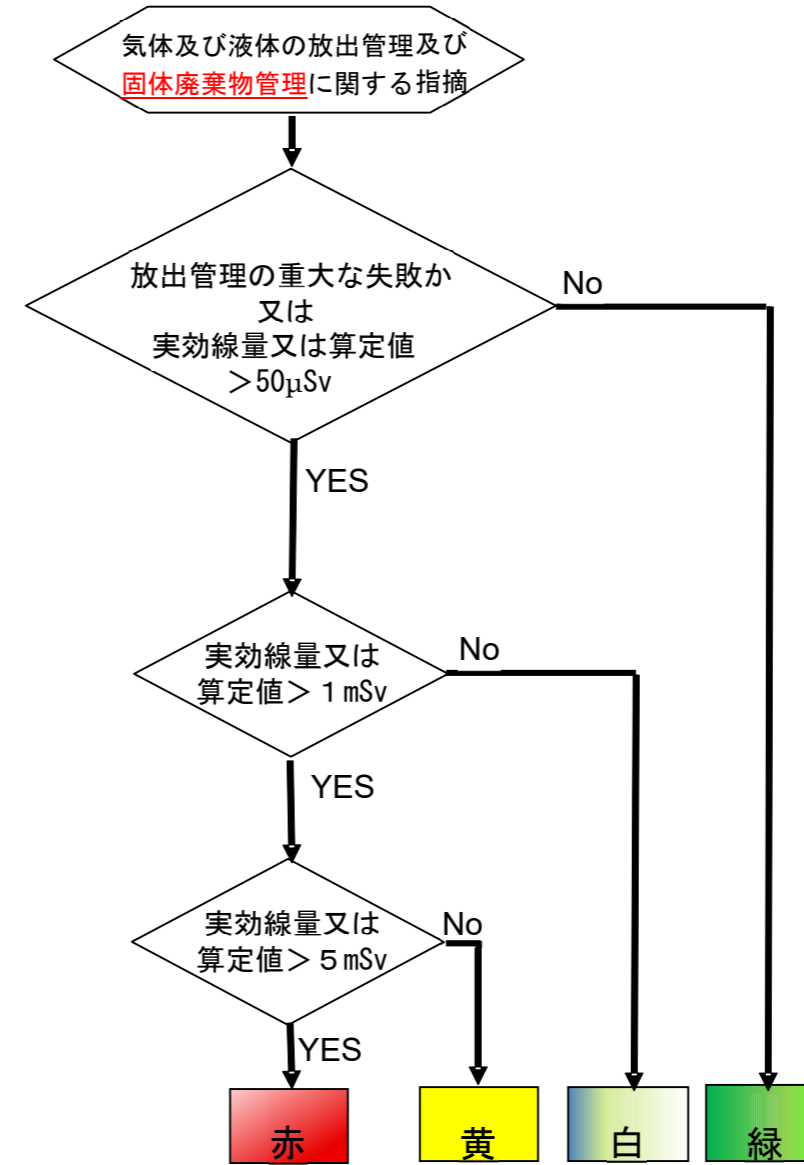 気体及び液体の放出管理及び
固体廃棄物管理に関する指摘
放出管理の重大な失敗か
又は
実効線量又は算定値
＞50μSv
No
YES
実効線量又は
算定値＞１mSv
No
YES
実効線量又は
算定値＞５mSv
No
YES
赤
黄
白
緑